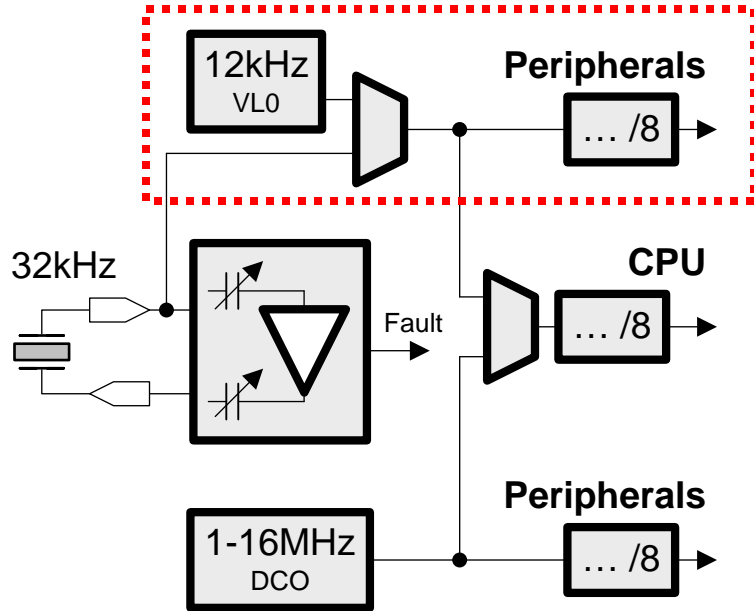 12kHz
VL0
Peripherals
… /8
32kHz
CPU
… /8
Fault
Peripherals
1-16MHz
DCO
… /8